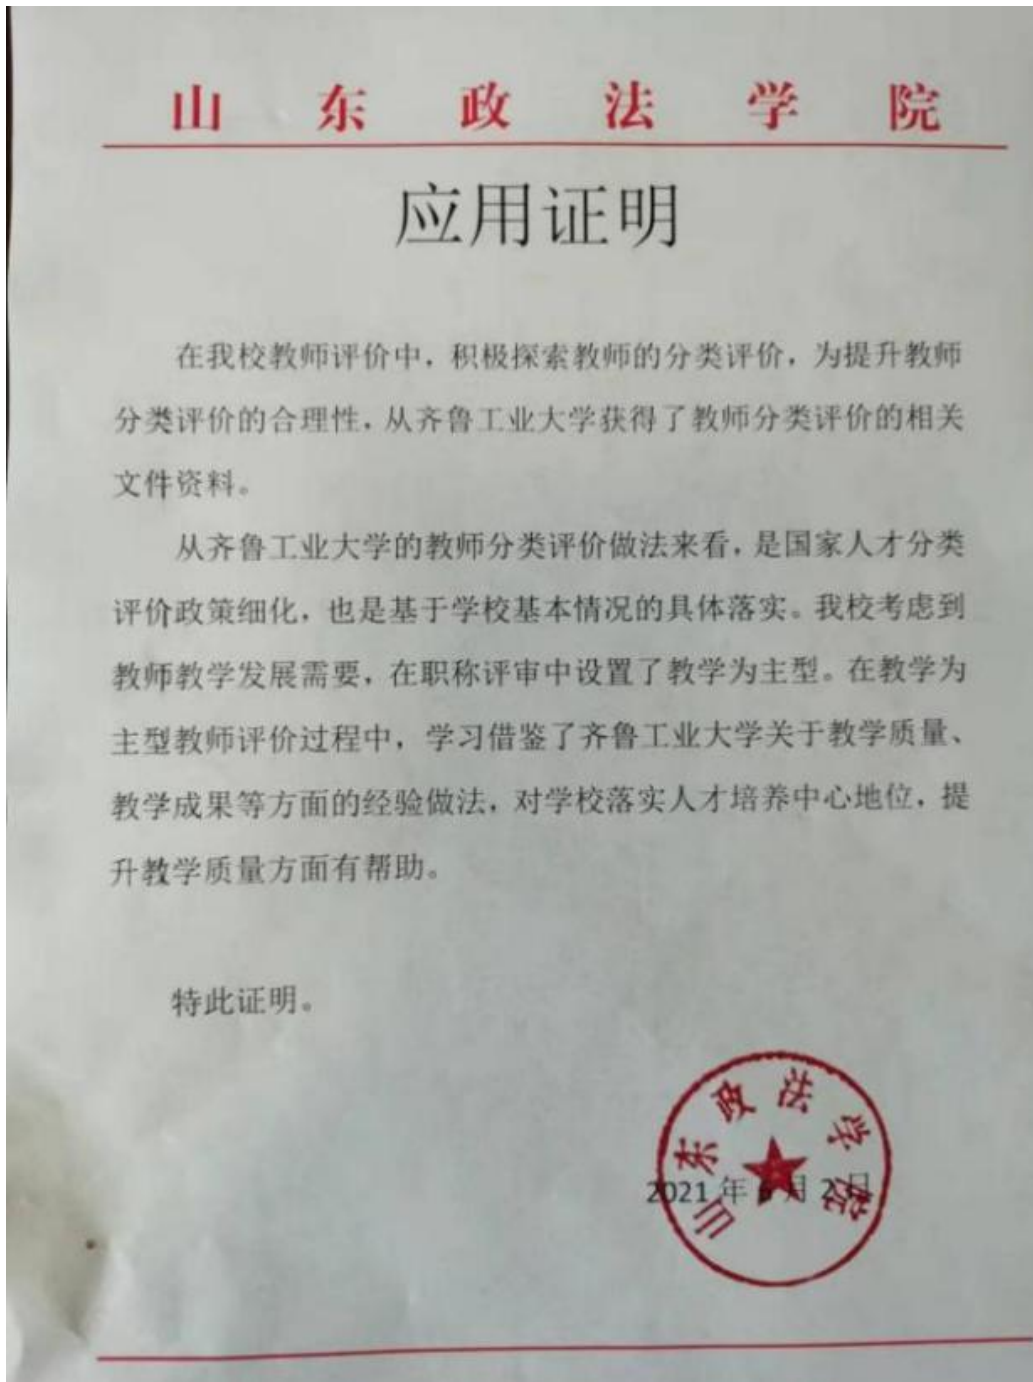 山东政法学院
应用证明
在我校教师评价中，积极探索教师的分类评价，为提升教师
分类评价的合理性，从齐鲁工业大学获得了教师分类评价的相关
文件资料。
从齐鲁工业大学的教师分类评价做法来看，是国家人才分类
评价政策细化，也是基于学校基本情况的具体落实。我校考虑到
教师教学发展需要，在职称评审中设置了教学为主型。在教学为
主型教师评价过程中，学习借鉴了齐鲁工业大学关于教学质量、
教学成果等方面的经验做法，对学校落实人才培养中心地位，提
升教学质量方面有帮助。
特此证明。
山东政法学院
2021年 月2日